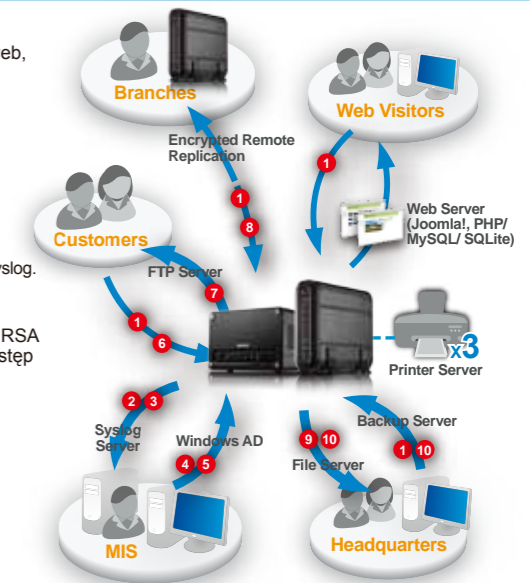 eb,
Branches
Web Visitors
Encrypted Remote
Replication
1
1
8
Web Server
(Joomla!, PHP/
MySQL/ SQLite)
Customers
yslog.
FTP Server
7
RSA
stęp
1
6
x3
Printer Server
2 3
Syslog
Server
Windows AD
4 5
Backup Server
9 10
1 10
File Server
MIS
Headquarters